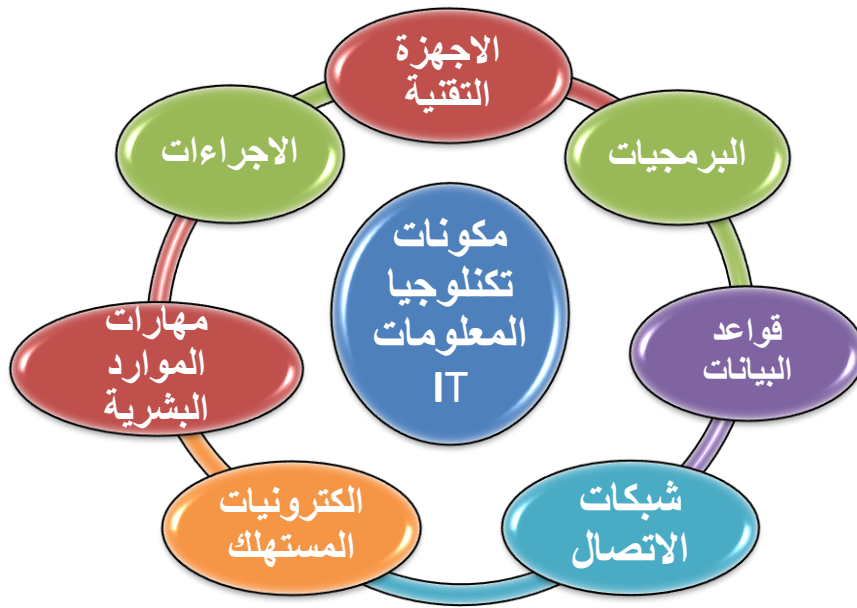 مكونات
تكنلوجيا
المعلومات
IT
الاجهزة
التقنية
البرمجيات
قواعد
البيانات
شبكات
الاتصال
الكترونيات
المستهلك
مهارات
الموارد
البشرية
الاجراءات